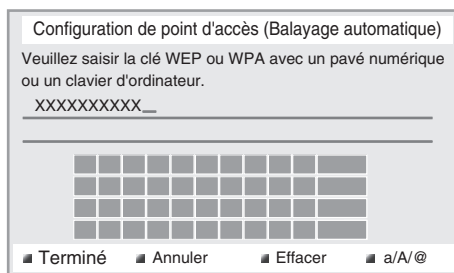 Configuration de point d'accès (Balayage automatique)
Veuillez saisir la clé WEP ou WPA avec un pavé numérique
ou un clavier d'ordinateur.
XXXXXXXXXX_
Terminé Annuler Effacer a/A/@